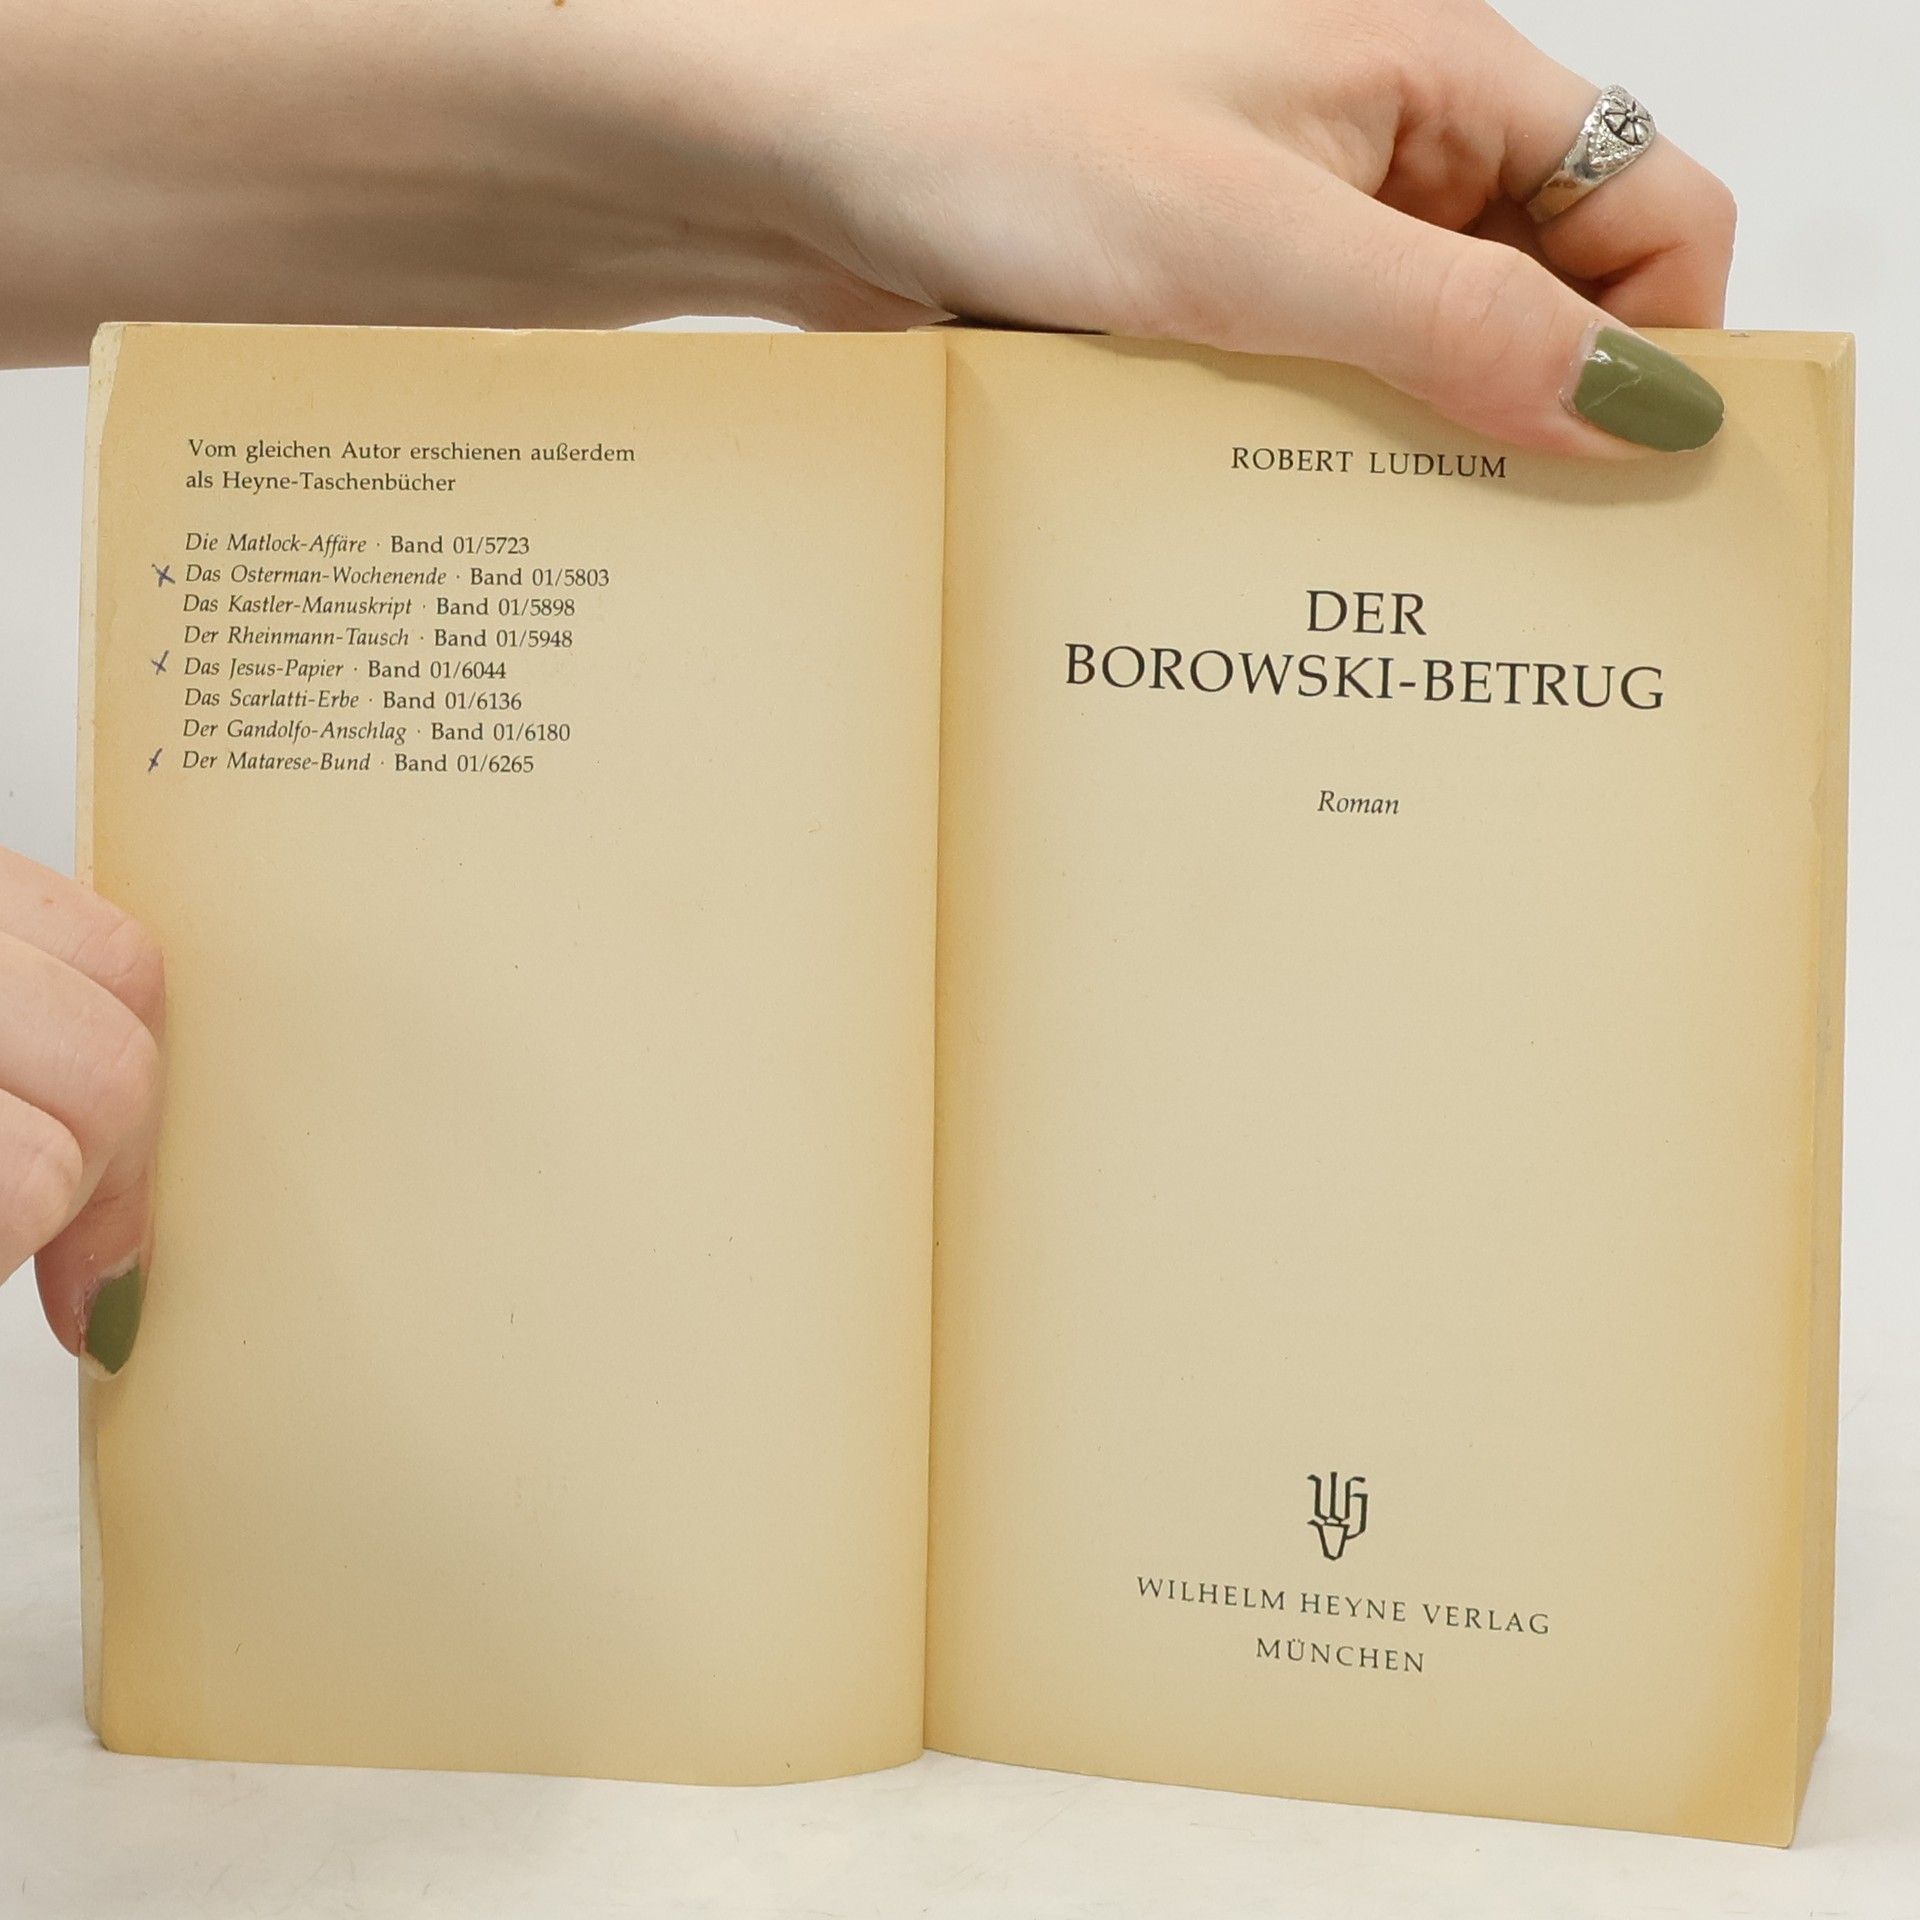 Vom gleichen Autor erschienen außerdem
als Heyne-Taschenbücher
Die Matlock-Affäre · Band 01/5723
Das Osterman-Wochenende · Band 01/5803
Das Kastler-Manuskript · Band 01/5898
Der Rheinmann-Tausch · Band 01/5948
Das Jesus-Papier · Band 01/6044
Das Scarlatti-Erbe · Band 01/6136
Der Gandolfo-Anschlag · Band 01/6180
Der Matarese-Bund · Band 01/6265
ROBERT LUDLUM
DER
BOROWSKI-BETRUG
Roman
WILHELM HEYNE VERLAG
MÜNCHEN